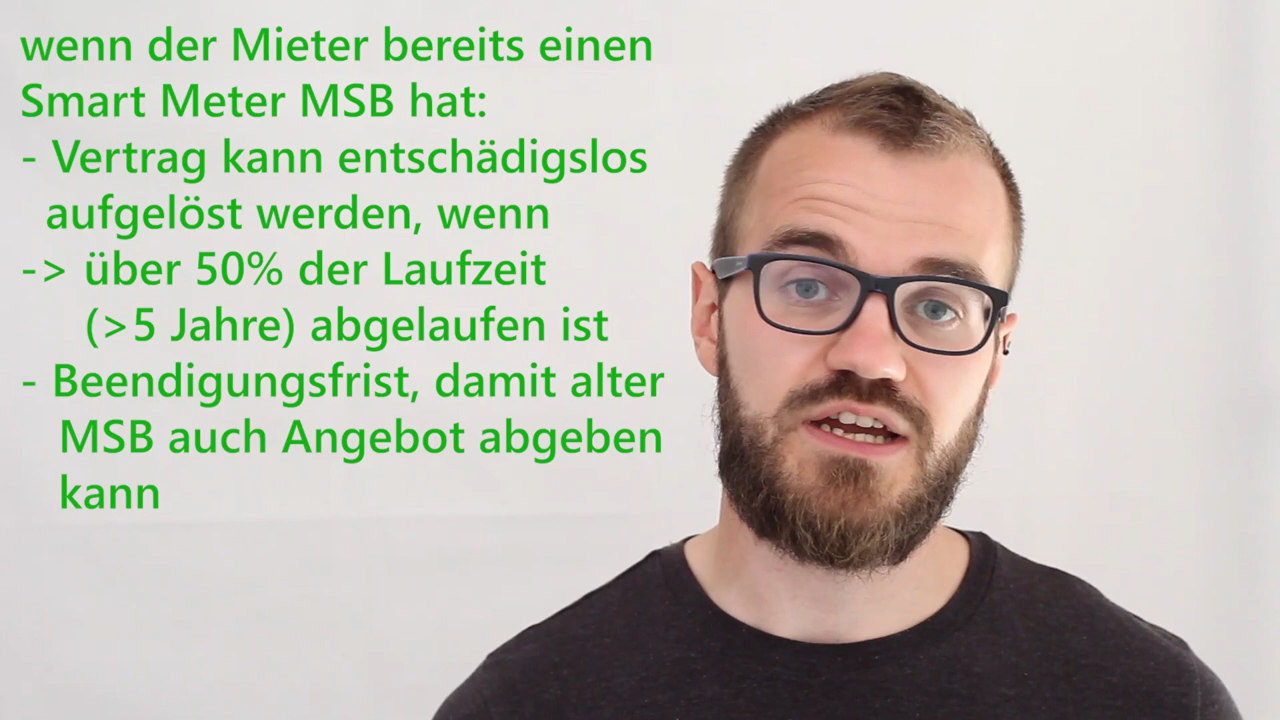 wenn der Mieter bereits einen
Smart Meter MSB hat:
- Vertrag kann entschädigslos
aufgelöst werden, wenn
-> über 50% der Laufzeit
(>5 Jahre) abgelaufen ist
- Beendigungsfrist, damit alter
MSB auch Angebot abgeben
kann